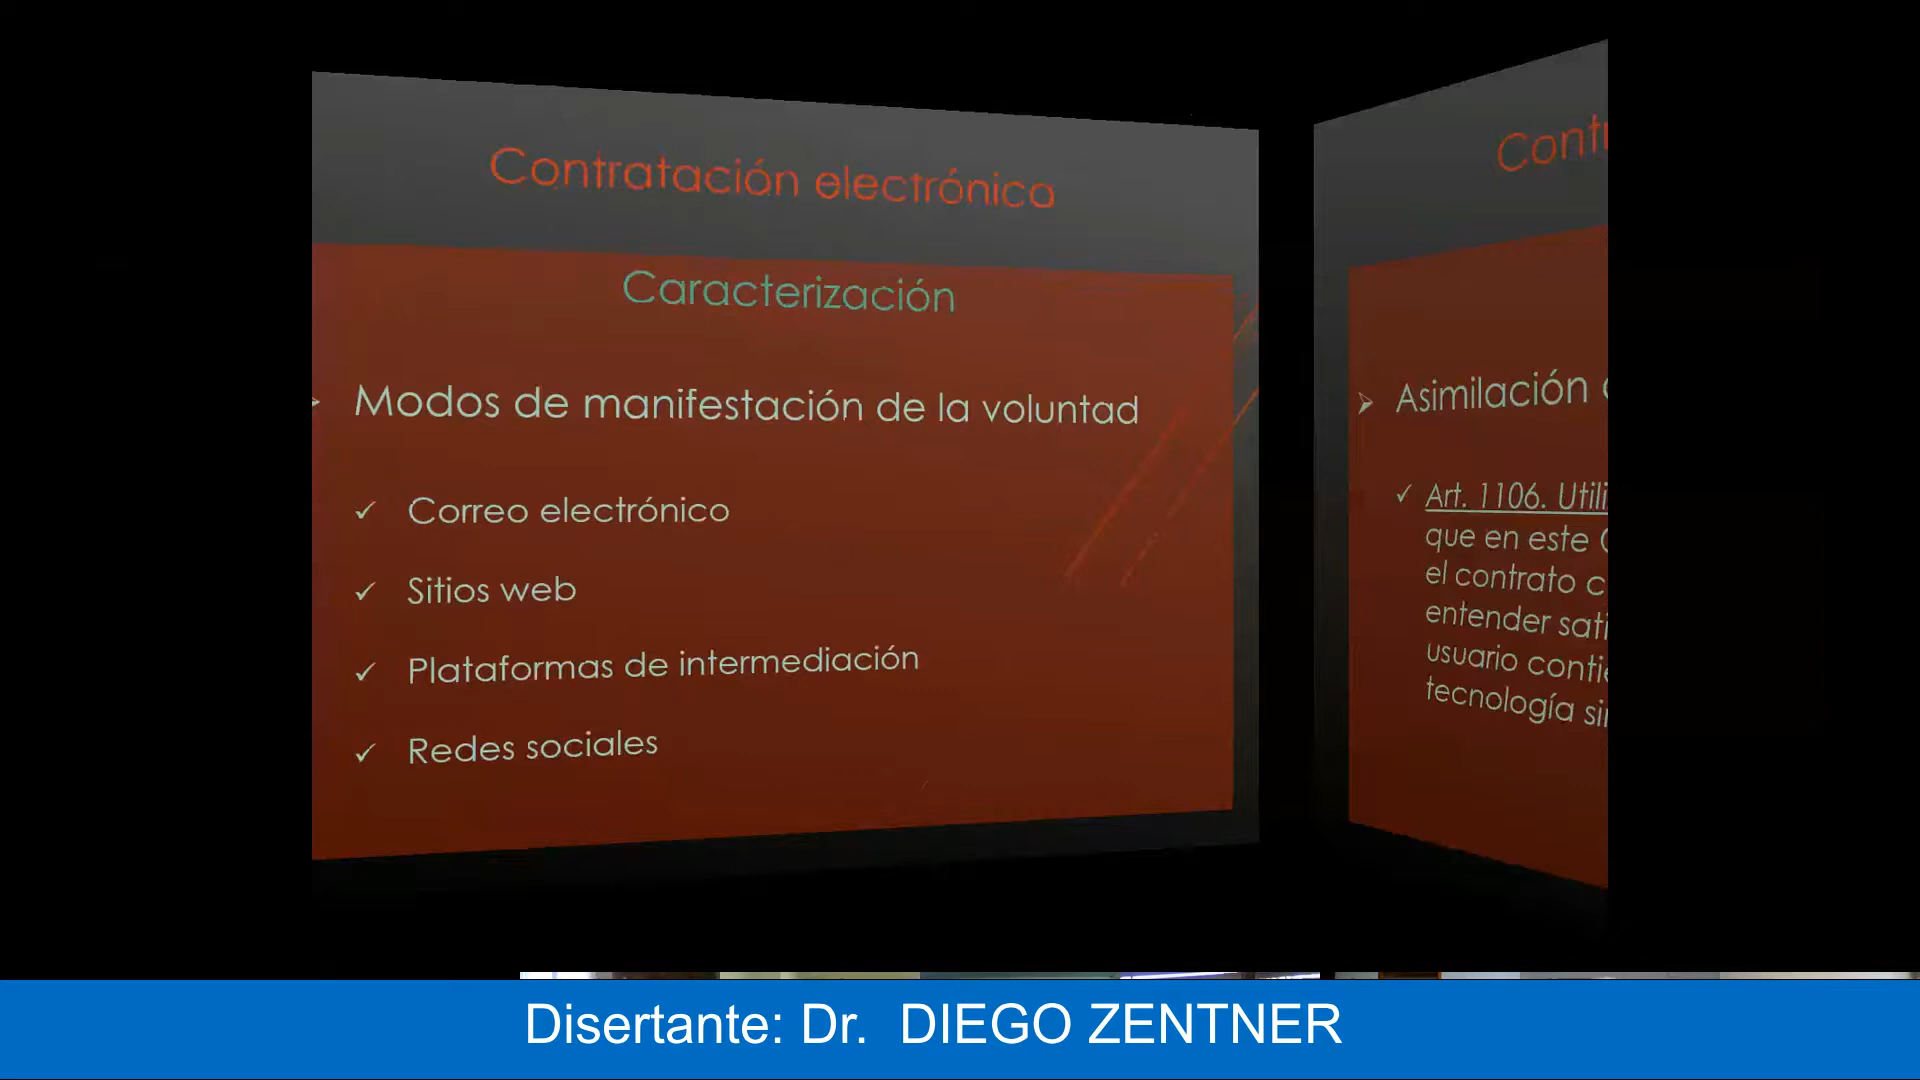 Contratación electrónica
Caracterización
Modos de manifestación de la voluntad
✓ Correo electrónico
✓ Sitios web
✓ Plataformas de intermediación
✓ Redes sociales
Asimilación
✓ Art. 1106.
que en este
el contrato
entender
usuario
tecnología
Disertante: Dr. DIEGO ZENTNER